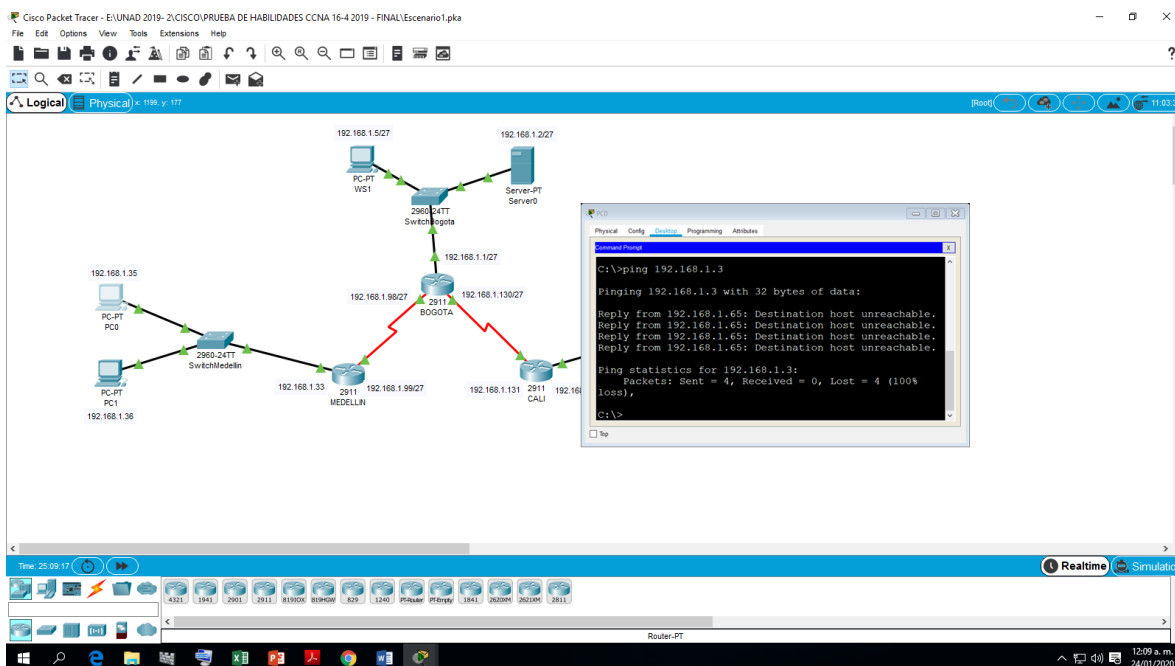 Cisco Packet Tracer - E:\UNAD 2019- 2\CISCO\PRUEBA DE HABILIDADES CCNA 16-4 2019 - FINAL\Escenario1.pka
File Edit Options View Tools Extensions Help
?
Logical Physical x: 1199, y: 177 [Root] 11:03:3
192.168.1.5/27
192.168.1.2/27
PC-PT
WS1
Server-PT
Server0
2960-24TT
SwitchBogota
192.168.1.1/27
192.168.1.35
192.168.1.98/27
192.168.1.130/27
2911
BOGOTA
PC-PT
PC0
2960-24TT
SwitchMedellin
192.168.1.33
192.168.1.99/27
2911
MEDELLIN
192.168.1.131
2911
CALI
192.168
PC-PT
PC1
192.168.1.36
PC0
Physical Config Desktop Programming Attributes
Command Prompt X
C:\>ping 192.168.1.3
Pinging 192.168.1.3 with 32 bytes of data:
Reply from 192.168.1.65: Destination host unreachable.
Reply from 192.168.1.65: Destination host unreachable.
Reply from 192.168.1.65: Destination host unreachable.
Reply from 192.168.1.65: Destination host unreachable.
Ping statistics for 192.168.1.3:
Packets: Sent = 4, Received = 0, Lost = 4 (100%
loss),
C:\>
Top
Time: 25:09:17
Realtime Simulatio
4321 1941 2901 2911 819IOX 819HGW 829 1240 PT-Router PT-Empty 1841 2620XM 2621XM 2811
Router-PT
12:09 a. m.